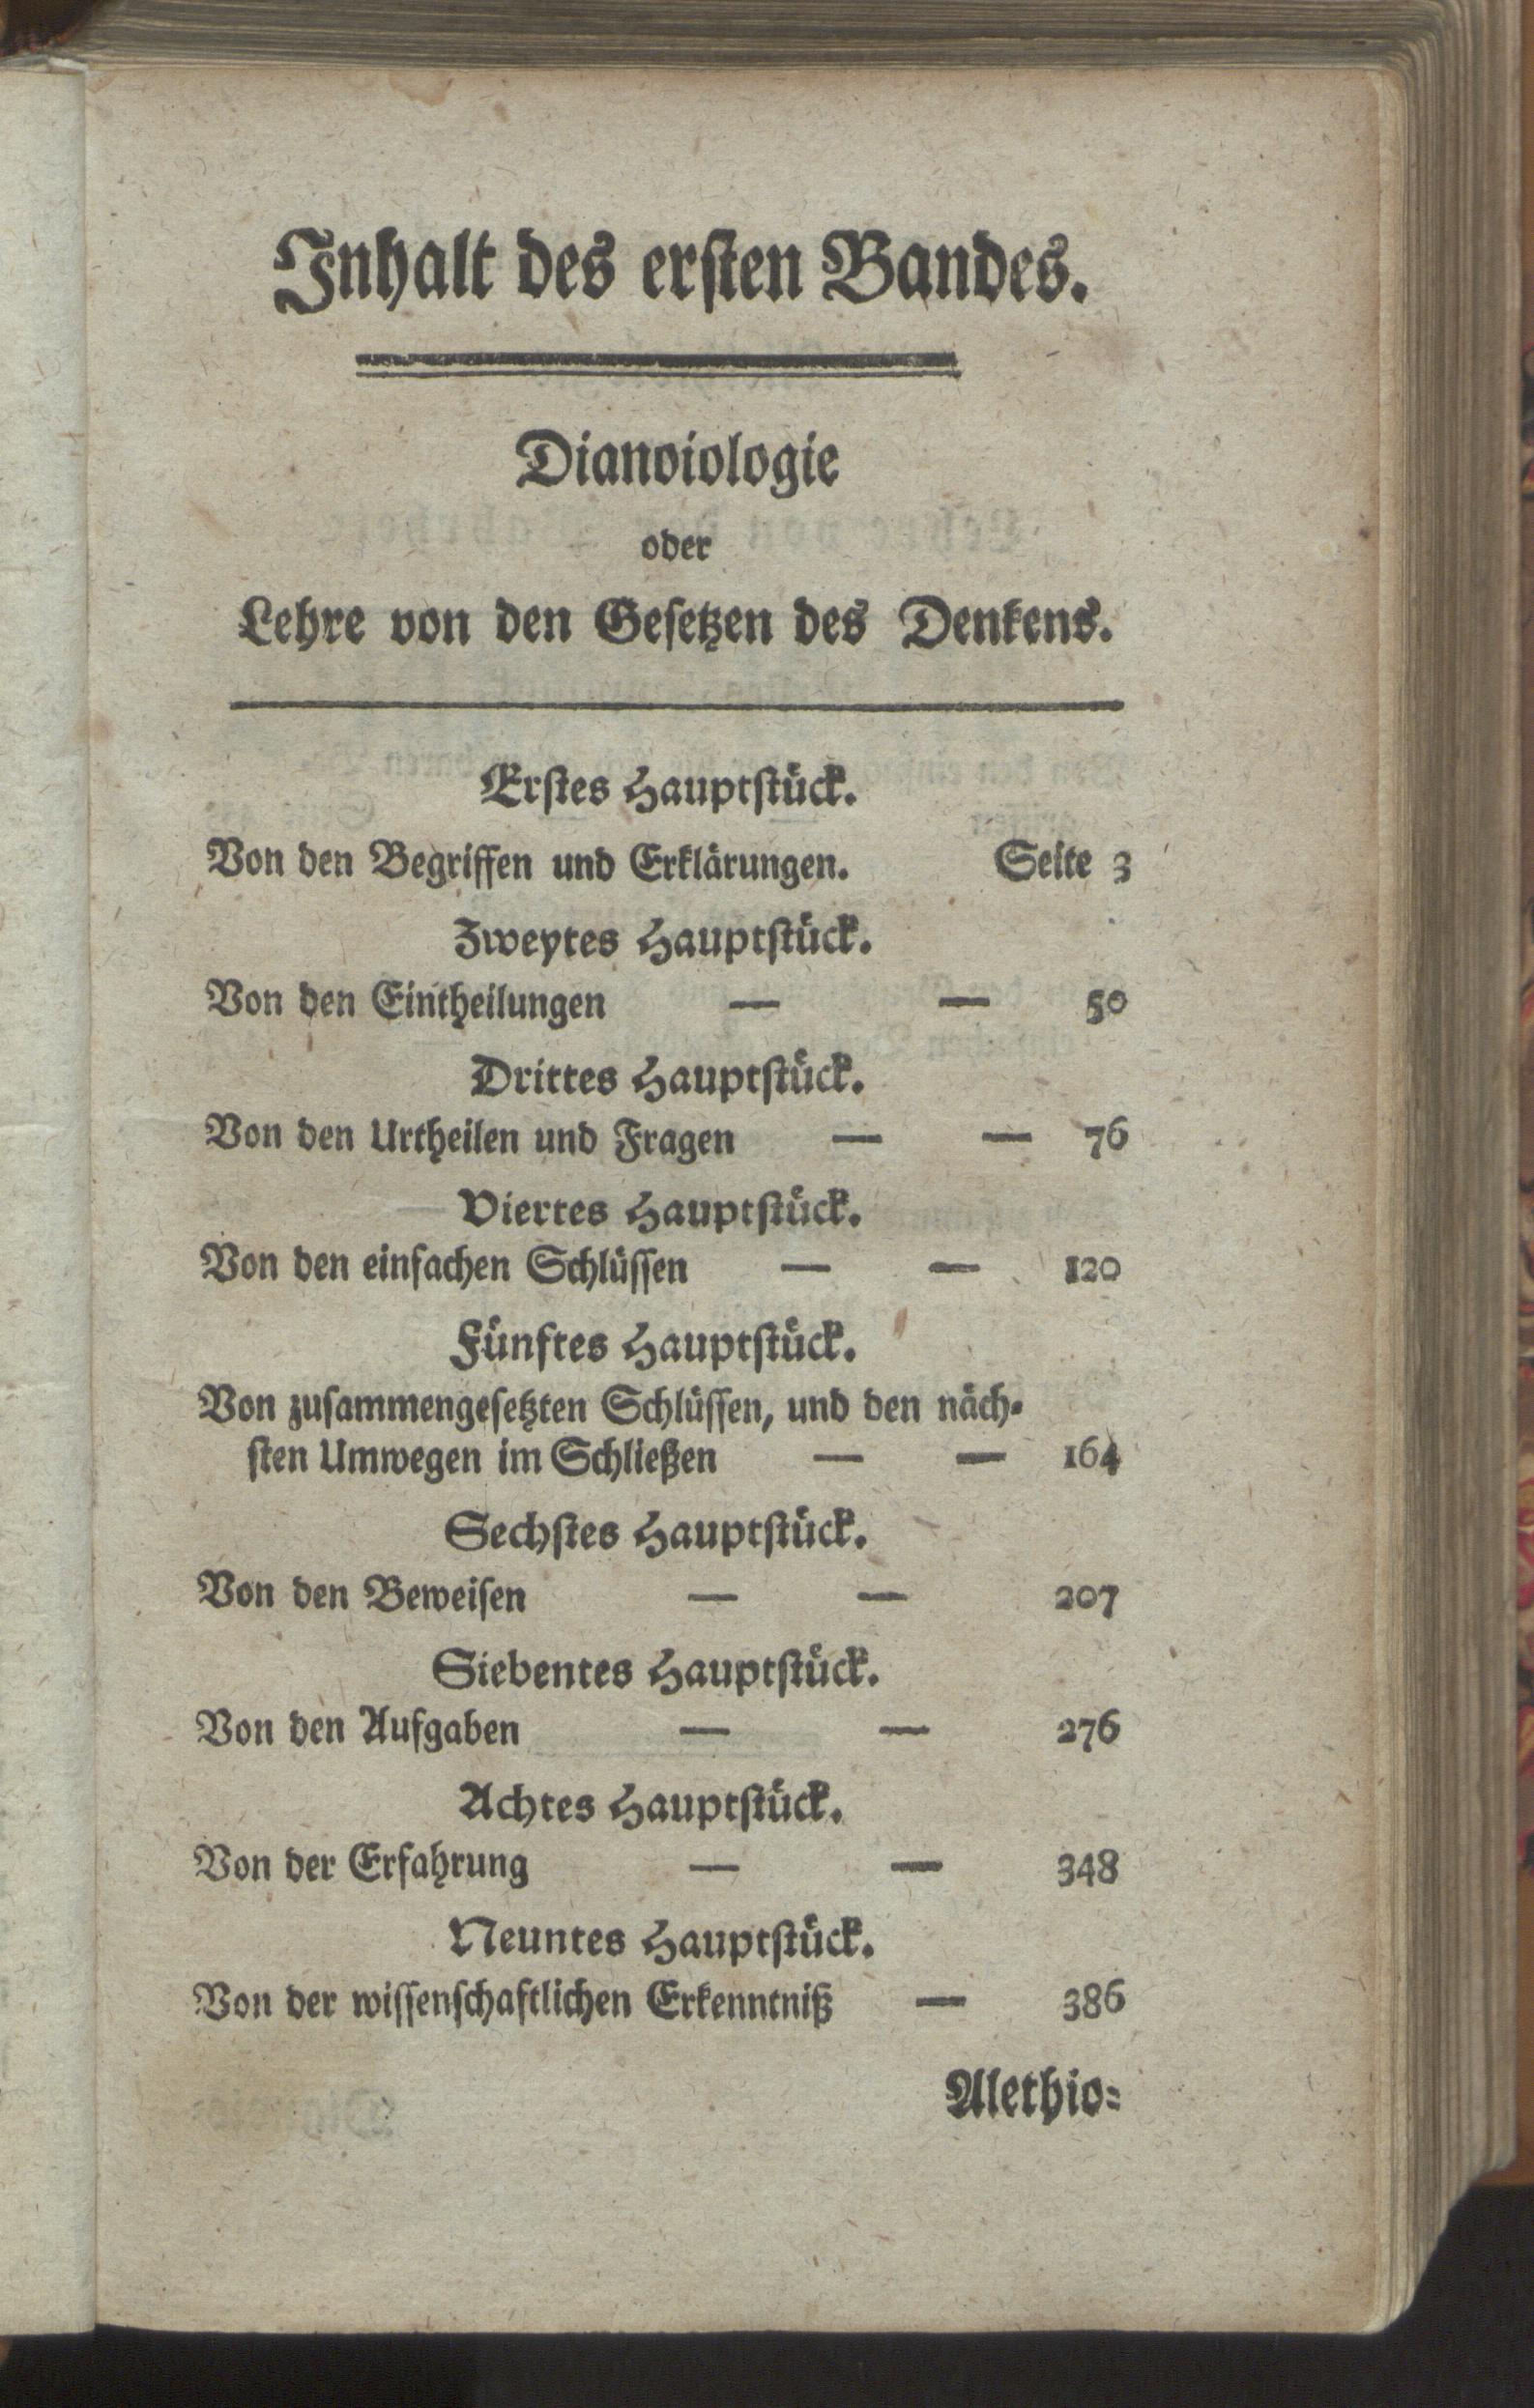 Inhalt des ersten Bandes.
Dianoiologie
oder
Lehre von den Gesetzen des Denkens.
Erstes Hauptstück.
Von den Begriffen und Erklärungen. Seite 3
Zweytes Hauptstück.
Von den Eintheilungen — — 50
Drittes Hauptstück.
Von den Urtheilen und Fragen — — 76
Viertes Hauptstück.
Von den einfachen Schlüssen — — 120
Fünftes Hauptstück.
Von zusammengesetzten Schlüssen, und den näch-
sten Umwegen im Schließen — — 164
Sechstes Hauptstück.
Von den Beweisen — — 207
Siebentes Hauptstück.
Von den Aufgaben — — 276
Achtes Hauptstück.
Von der Erfahrung — — 348
Neuntes Hauptstück.
Von der wissenschaftlichen Erkenntniß — 386
Alethio-